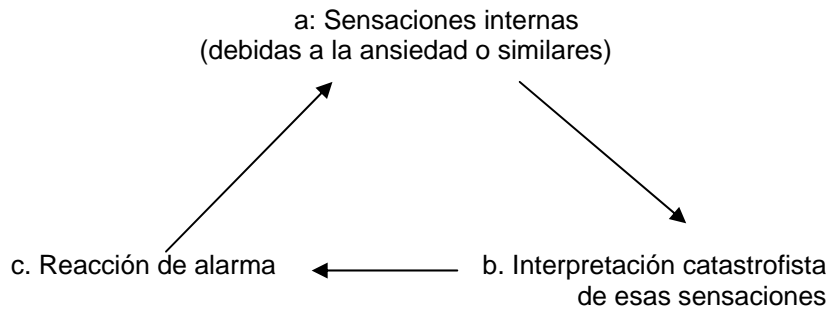 a: Sensaciones internas
(debidas a la ansiedad o similares)
c. Reacción de alarma
b. Interpretación catastrofista
de esas sensaciones